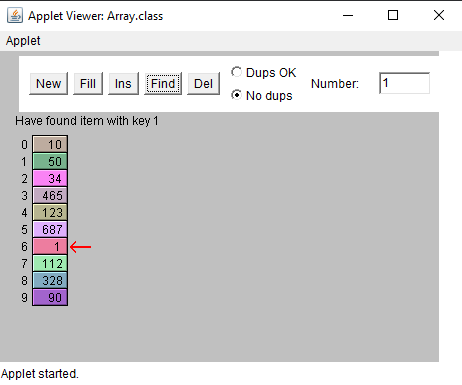 Applet Viewer: Array.class
Applet
New Fill Ins Find Del Dups OK No dups Number: 1
Have found item with key 1
0 10
1 50
2 34
3 465
4 123
5 687
6 1
7 112
8 328
9 90
Applet started.